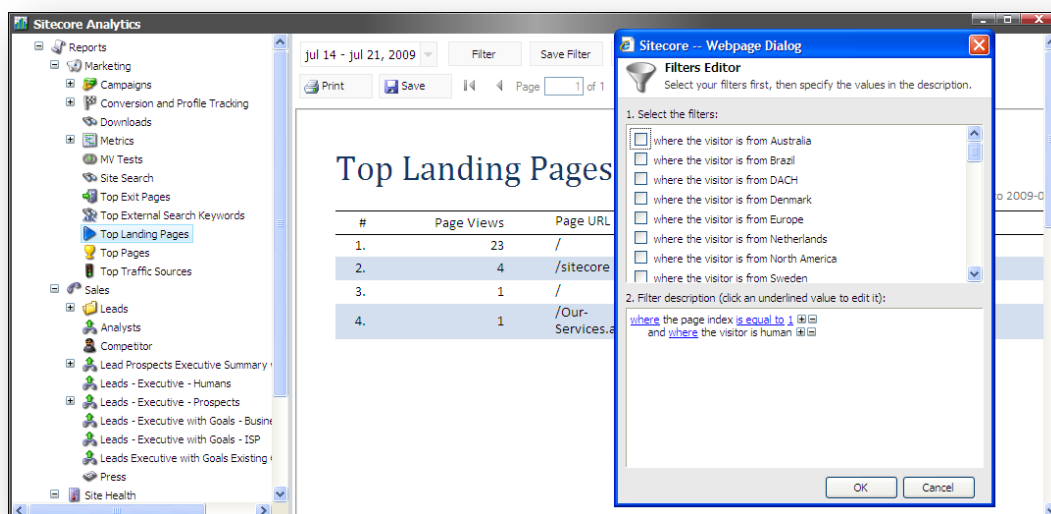 Sitecore Analytics
Reports
Marketing
Campaigns
Conversion and Profile Tracking
Downloads
Metrics
MV Tests
Site Search
Top Exit Pages
Top External Search Keywords
Top Landing Pages
Top Pages
Top Traffic Sources
Sales
Leads
Analysts
Competitor
Lead Prospects Executive Summary
Leads - Executive - Humans
Leads - Executive - Prospects
Leads - Executive with Goals - Busine
Leads - Executive with Goals - ISP
Leads Executive with Goals Existing
Press
Site Health
jul 14 - jul 21, 2009 Filter Save Filter
Print Save Page 1 of 1
Top Landing Pages
to 2009-0
# Page Views Page URL
1. 23 /
2. 4 /sitecore
3. 1 /
4. 1 /Our-
Services.a
Sitecore -- Webpage Dialog
Filters Editor
Select your filters first, then specify the values in the description.
1. Select the filters:
where the visitor is from Australia
where the visitor is from Brazil
where the visitor is from DACH
where the visitor is from Denmark
where the visitor is from Europe
where the visitor is from Netherlands
where the visitor is from North America
where the visitor is from Sweden
2. Filter description (click an underlined value to edit it):
where the page index is equal to 1
and where the visitor is human
OK Cancel